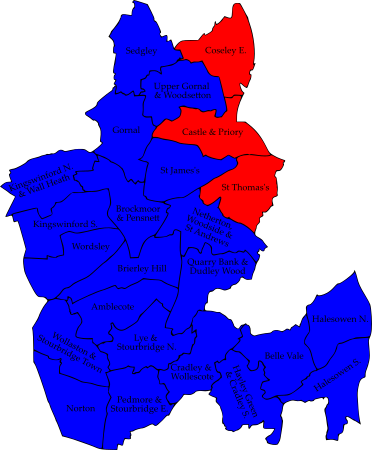 Sedgley
Coseley E.
Upper Gornal
& Woodsetton
Gornal
Castle & Priory
St James's
Kingswinford N.
& Wall Heath
St Thomas's
Brockmoor
& Pensnett
Netherton,
Woodside &
St Andrews
Kingswinford S.
Wordsley
Quarry Bank &
Dudley Wood
Brierley Hill
Amblecote
Halesowen N.
Lye &
Stourbridge N.
Wollaston &
Stourbridge Town
Belle Vale
Cradley &
Wollescote
Halesowen S.
Hayley Green
& Cradley S.
Norton
Pedmore &
Stourbridge E.